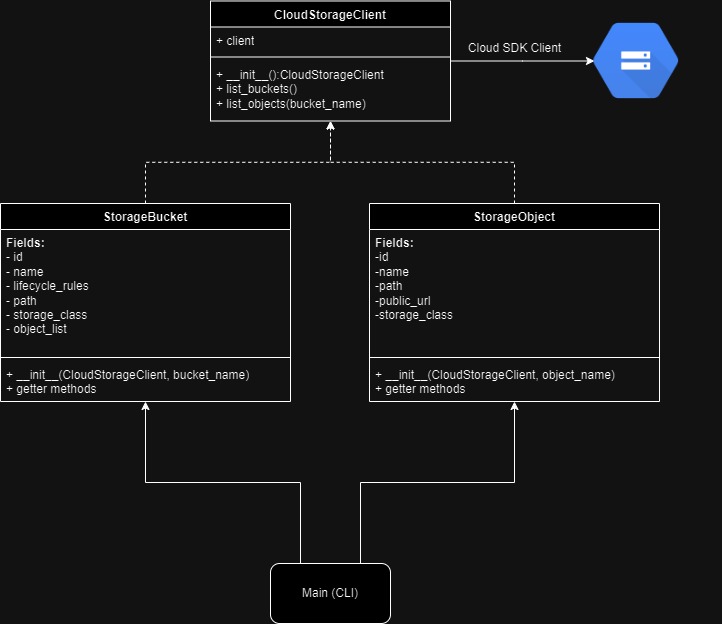 CloudStorageClient
+ client
Cloud SDK Client
+ __init__():CloudStorageClient
+ list_buckets()
+ list_objects(bucket_name)
StorageBucket
Fields:
- id
- name
- lifecycle_rules
- path
- storage_class
- object_list
+ __init__(CloudStorageClient, bucket_name)
+ getter methods
StorageObject
Fields:
-id
-name
-path
-public_url
-storage_class
+ __init__(CloudStorageClient, object_name)
+ getter methods
Main (CLI)